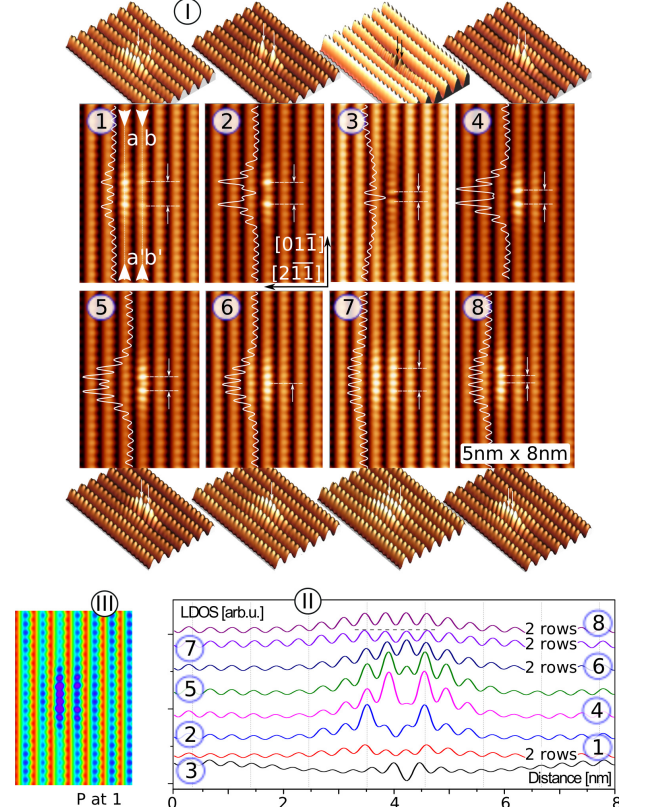 I
1
a b
a' b'
2
3
4
[011̅]
[21̅1̅]
5
6
7
8
5nm x 8nm
III
P at 1
II
LDOS [arb.u.]
8
2 rows
7
2 rows
2 rows
6
5
4
2
1
2 rows
3
Distance [nm]
0 2 4 6 8